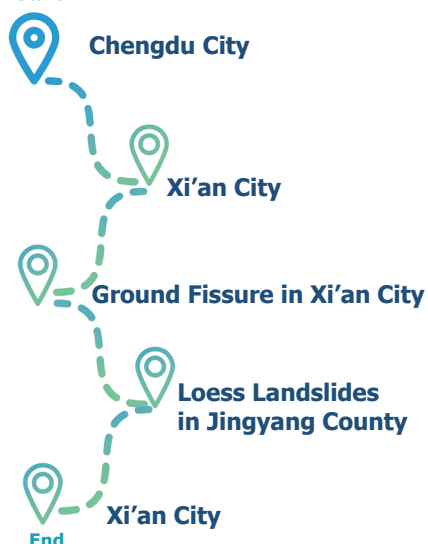 Chengdu City
Xi’an City
Ground Fissure in Xi’an City
Loess Landslides
in Jingyang County
Xi’an City
End